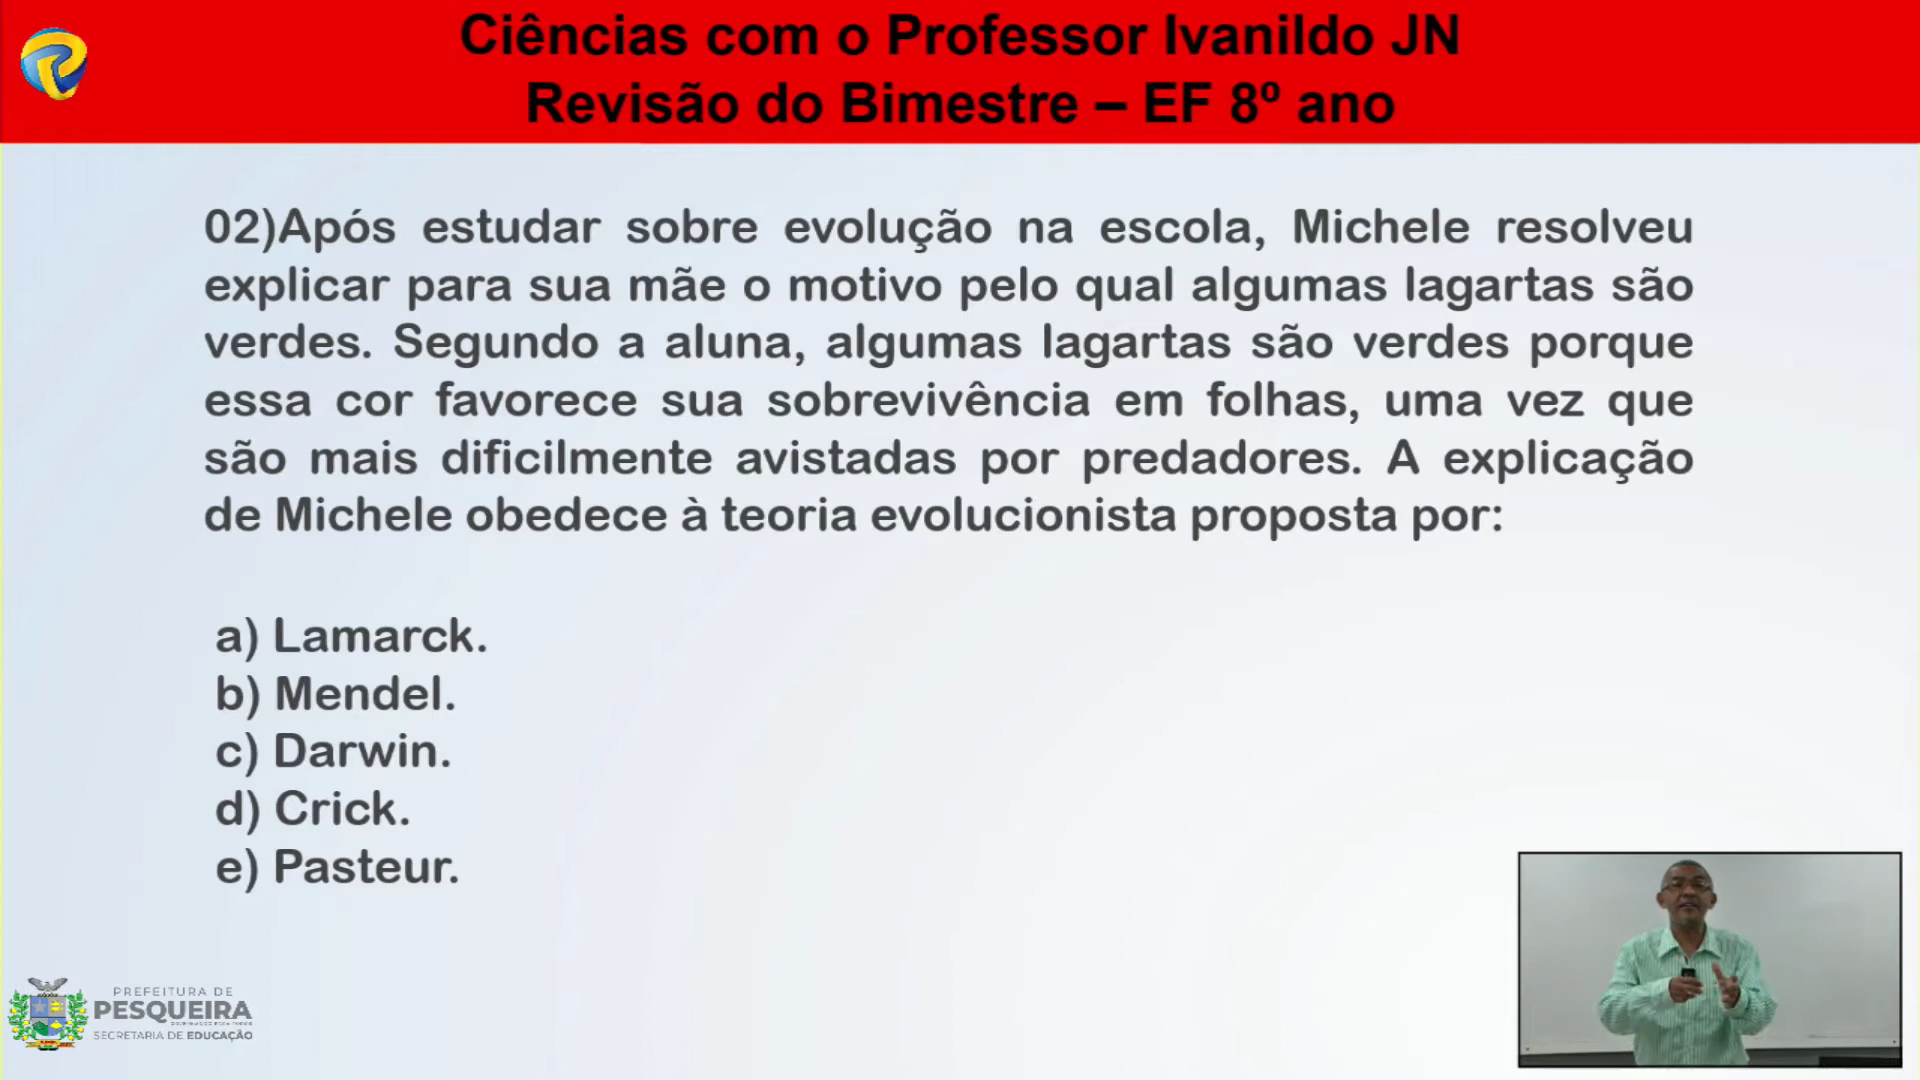 Ciências com o Professor Ivanildo JN
Revisão do Bimestre – EF 8º ano
02)Após estudar sobre evolução na escola, Michele resolveu
explicar para sua mãe o motivo pelo qual algumas lagartas são
verdes. Segundo a aluna, algumas lagartas são verdes porque
essa cor favorece sua sobrevivência em folhas, uma vez que
são mais dificilmente avistadas por predadores. A explicação
de Michele obedece à teoria evolucionista proposta por:
a) Lamarck.
b) Mendel.
c) Darwin.
d) Crick.
e) Pasteur.
PREFEITURA DE
PESQUEIRA
SECRETARIA DE EDUCAÇÃO